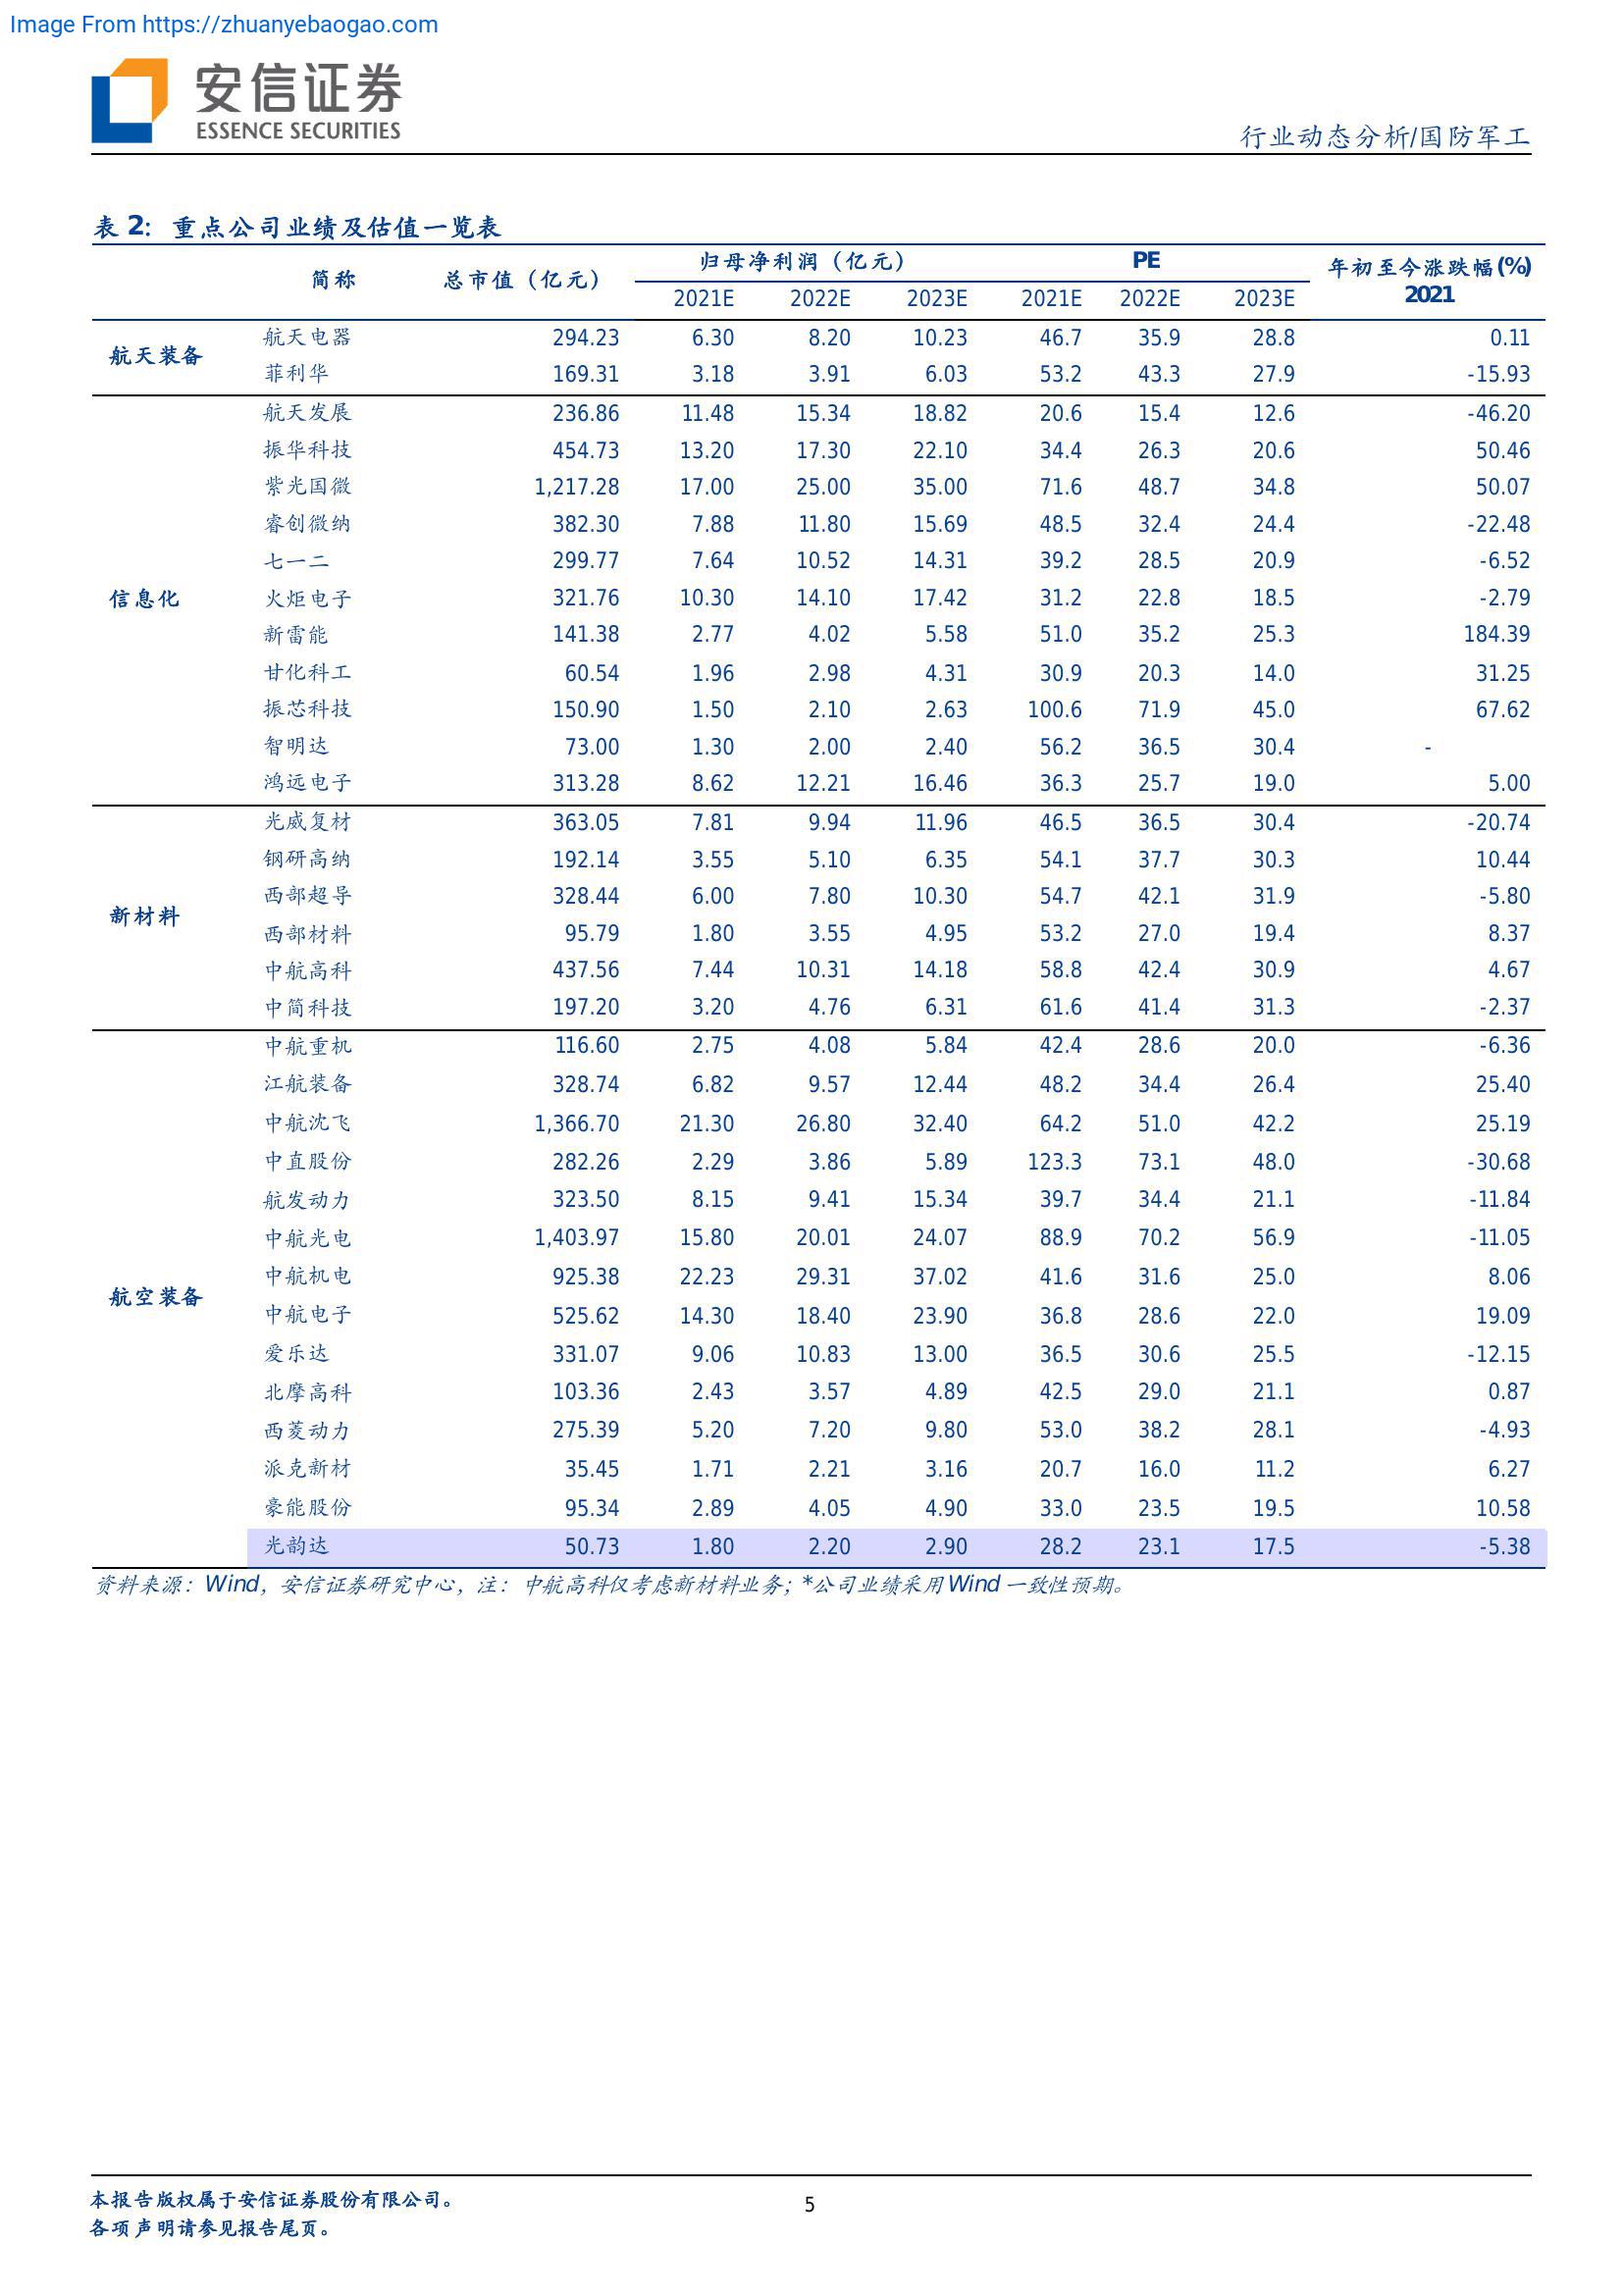 Image From https://zhuanyebaogao.com
安信证券
ESSENCE SECURITIES
行业动态分析/国防军工
表 2：重点公司业绩及估值一览表
简称 总市值（亿元） 归母净利润（亿元） PE 年初至今涨跌幅(%)
2021E 2022E 2023E 2021E 2022E 2023E 2021
航天装备
航天电器 294.23 6.30 8.20 10.23 46.7 35.9 28.8 0.11
菲利华 169.31 3.18 3.91 6.03 53.2 43.3 27.9 -15.93
信息化
航天发展 236.86 11.48 15.34 18.82 20.6 15.4 12.6 -46.20
振华科技 454.73 13.20 17.30 22.10 34.4 26.3 20.6 50.46
紫光国微 1,217.28 17.00 25.00 35.00 71.6 48.7 34.8 50.07
睿创微纳 382.30 7.88 11.80 15.69 48.5 32.4 24.4 -22.48
七一二 299.77 7.64 10.52 14.31 39.2 28.5 20.9 -6.52
火炬电子 321.76 10.30 14.10 17.42 31.2 22.8 18.5 -2.79
新雷能 141.38 2.77 4.02 5.58 51.0 35.2 25.3 184.39
甘化科工 60.54 1.96 2.98 4.31 30.9 20.3 14.0 31.25
振芯科技 150.90 1.50 2.10 2.63 100.6 71.9 45.0 67.62
智明达 73.00 1.30 2.00 2.40 56.2 36.5 30.4 -
鸿远电子 313.28 8.62 12.21 16.46 36.3 25.7 19.0 5.00
新材料
光威复材 363.05 7.81 9.94 11.96 46.5 36.5 30.4 -20.74
钢研高纳 192.14 3.55 5.10 6.35 54.1 37.7 30.3 10.44
西部超导 328.44 6.00 7.80 10.30 54.7 42.1 31.9 -5.80
西部材料 95.79 1.80 3.55 4.95 53.2 27.0 19.4 8.37
中航高科 437.56 7.44 10.31 14.18 58.8 42.4 30.9 4.67
中简科技 197.20 3.20 4.76 6.31 61.6 41.4 31.3 -2.37
航空装备
中航重机 116.60 2.75 4.08 5.84 42.4 28.6 20.0 -6.36
江航装备 328.74 6.82 9.57 12.44 48.2 34.4 26.4 25.40
中航沈飞 1,366.70 21.30 26.80 32.40 64.2 51.0 42.2 25.19
中直股份 282.26 2.29 3.86 5.89 123.3 73.1 48.0 -30.68
航发动力 323.50 8.15 9.41 15.34 39.7 34.4 21.1 -11.84
中航光电 1,403.97 15.80 20.01 24.07 88.9 70.2 56.9 -11.05
中航机电 925.38 22.23 29.31 37.02 41.6 31.6 25.0 8.06
中航电子 525.62 14.30 18.40 23.90 36.8 28.6 22.0 19.09
爱乐达 331.07 9.06 10.83 13.00 36.5 30.6 25.5 -12.15
北摩高科 103.36 2.43 3.57 4.89 42.5 29.0 21.1 0.87
西菱动力 275.39 5.20 7.20 9.80 53.0 38.2 28.1 -4.93
派克新材 35.45 1.71 2.21 3.16 20.7 16.0 11.2 6.27
豪能股份 95.34 2.89 4.05 4.90 33.0 23.5 19.5 10.58
光韵达 50.73 1.80 2.20 2.90 28.2 23.1 17.5 -5.38
资料来源：Wind，安信证券研究中心，注：中航高科仅考虑新材料业务；*公司业绩采用Wind 一致性预期。
本报告版权属于安信证券股份有限公司。
各项声明请参见报告尾页。
5